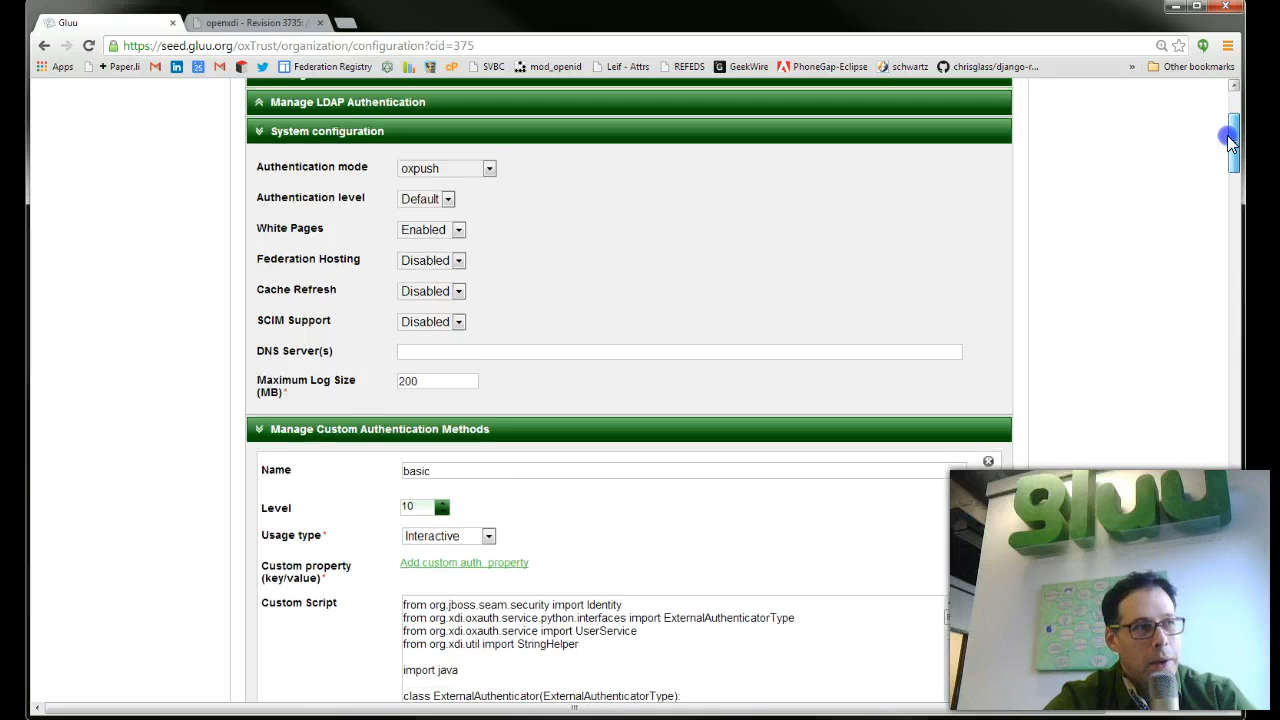 Gluu
openxdi - Revision 3735: /
https://seed.gluu.org/oxTrust/organization/configuration?cid=375
Apps
+ Paper.li
Federation Registry
cP
SVBC
mod_openid
Leif - Attrs
REFEDS
GeekWire
PhoneGap-Eclipse
schwartz
chrisglass/django-r...
»
Other bookmarks
Manage LDAP Authentication
System configuration
Authentication mode
oxpush
Authentication level
Default
White Pages
Enabled
Federation Hosting
Disabled
Cache Refresh
Disabled
SCIM Support
Disabled
DNS Server(s)
Maximum Log Size
(MB)*
200
Manage Custom Authentication Methods
Name
basic
Level
10
Usage type*
Interactive
Custom property
(key/value)*
Add custom auth. property
Custom Script
from org.jboss.seam.security import Identity
from org.xdi.oxauth.service.python.interfaces import ExternalAuthenticatorType
from org.xdi.oxauth.service import UserService
from org.xdi.util import StringHelper
import java
class ExternalAuthenticator(ExternalAuthenticatorType):
gluu